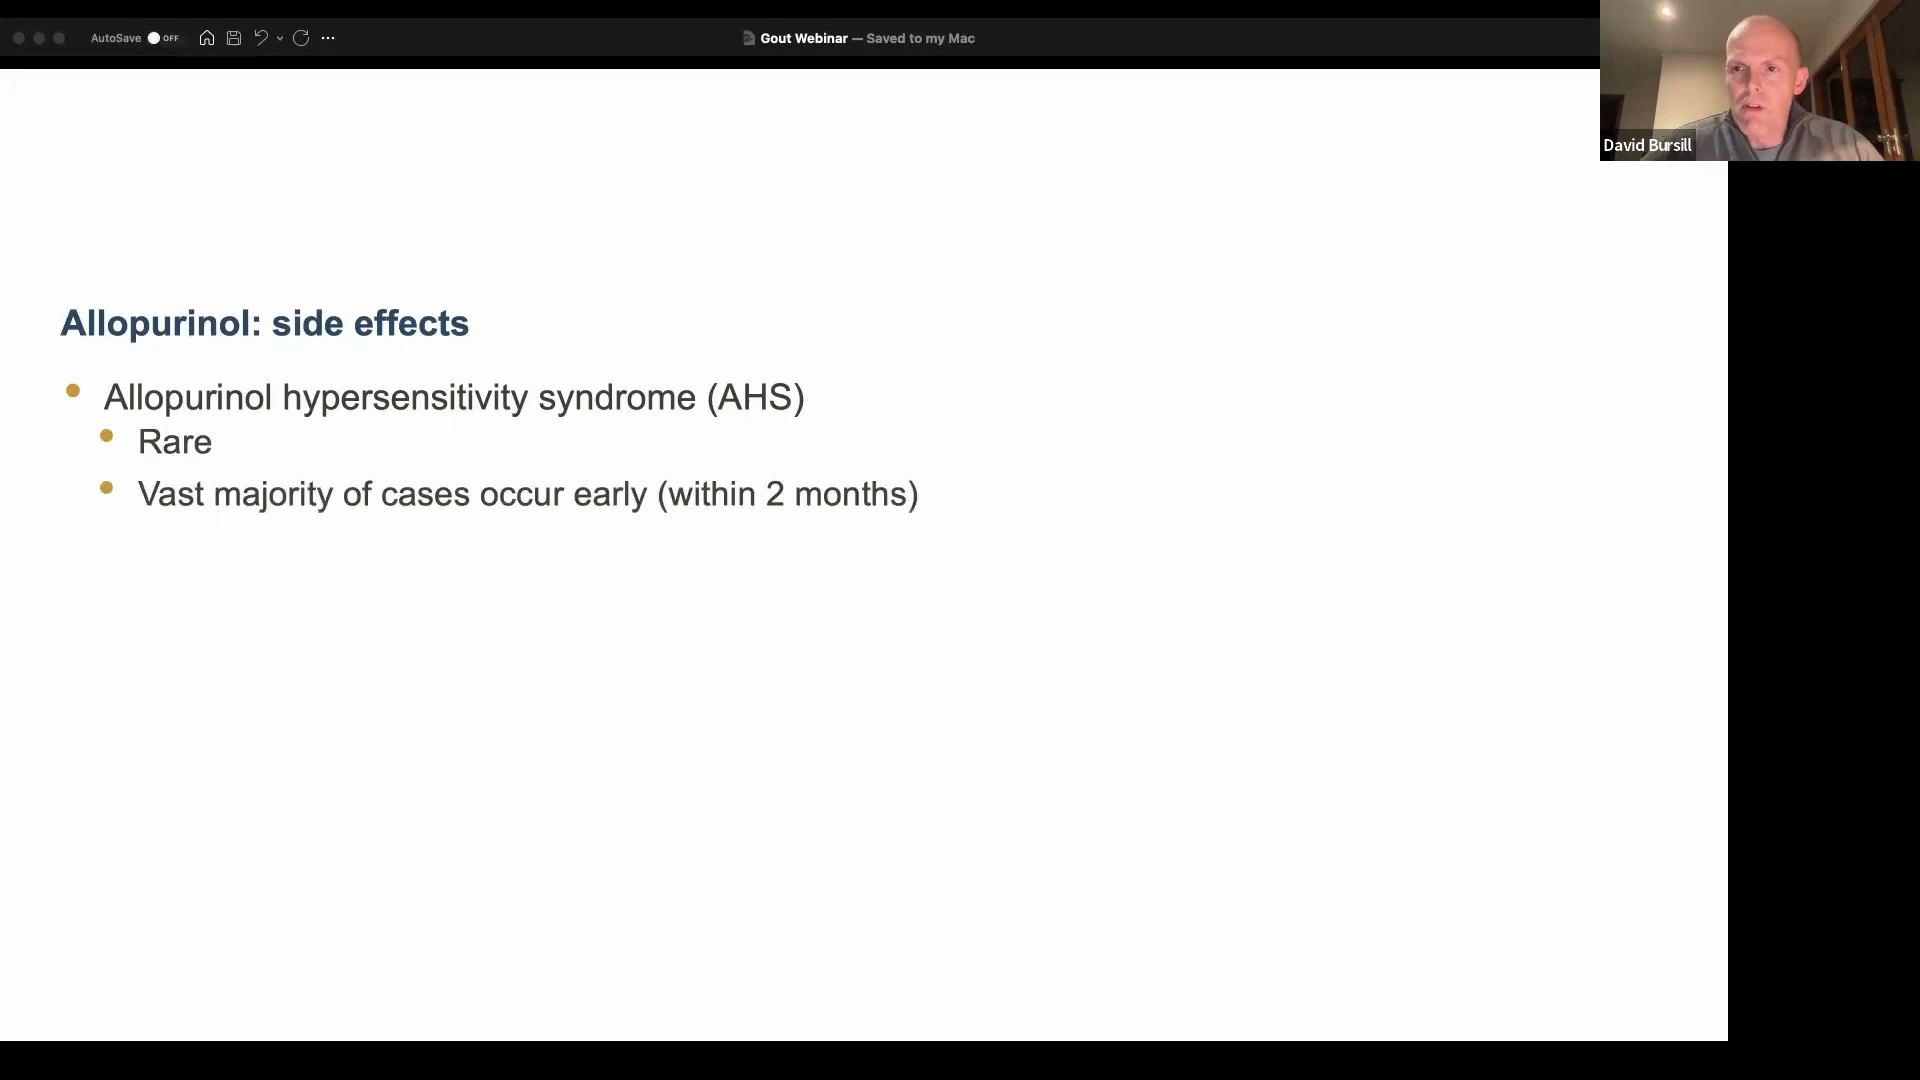 AutoSave OFF
Gout Webinar — Saved to my Mac
David Bursill
Allopurinol: side effects
Allopurinol hypersensitivity syndrome (AHS)
Rare
Vast majority of cases occur early (within 2 months)